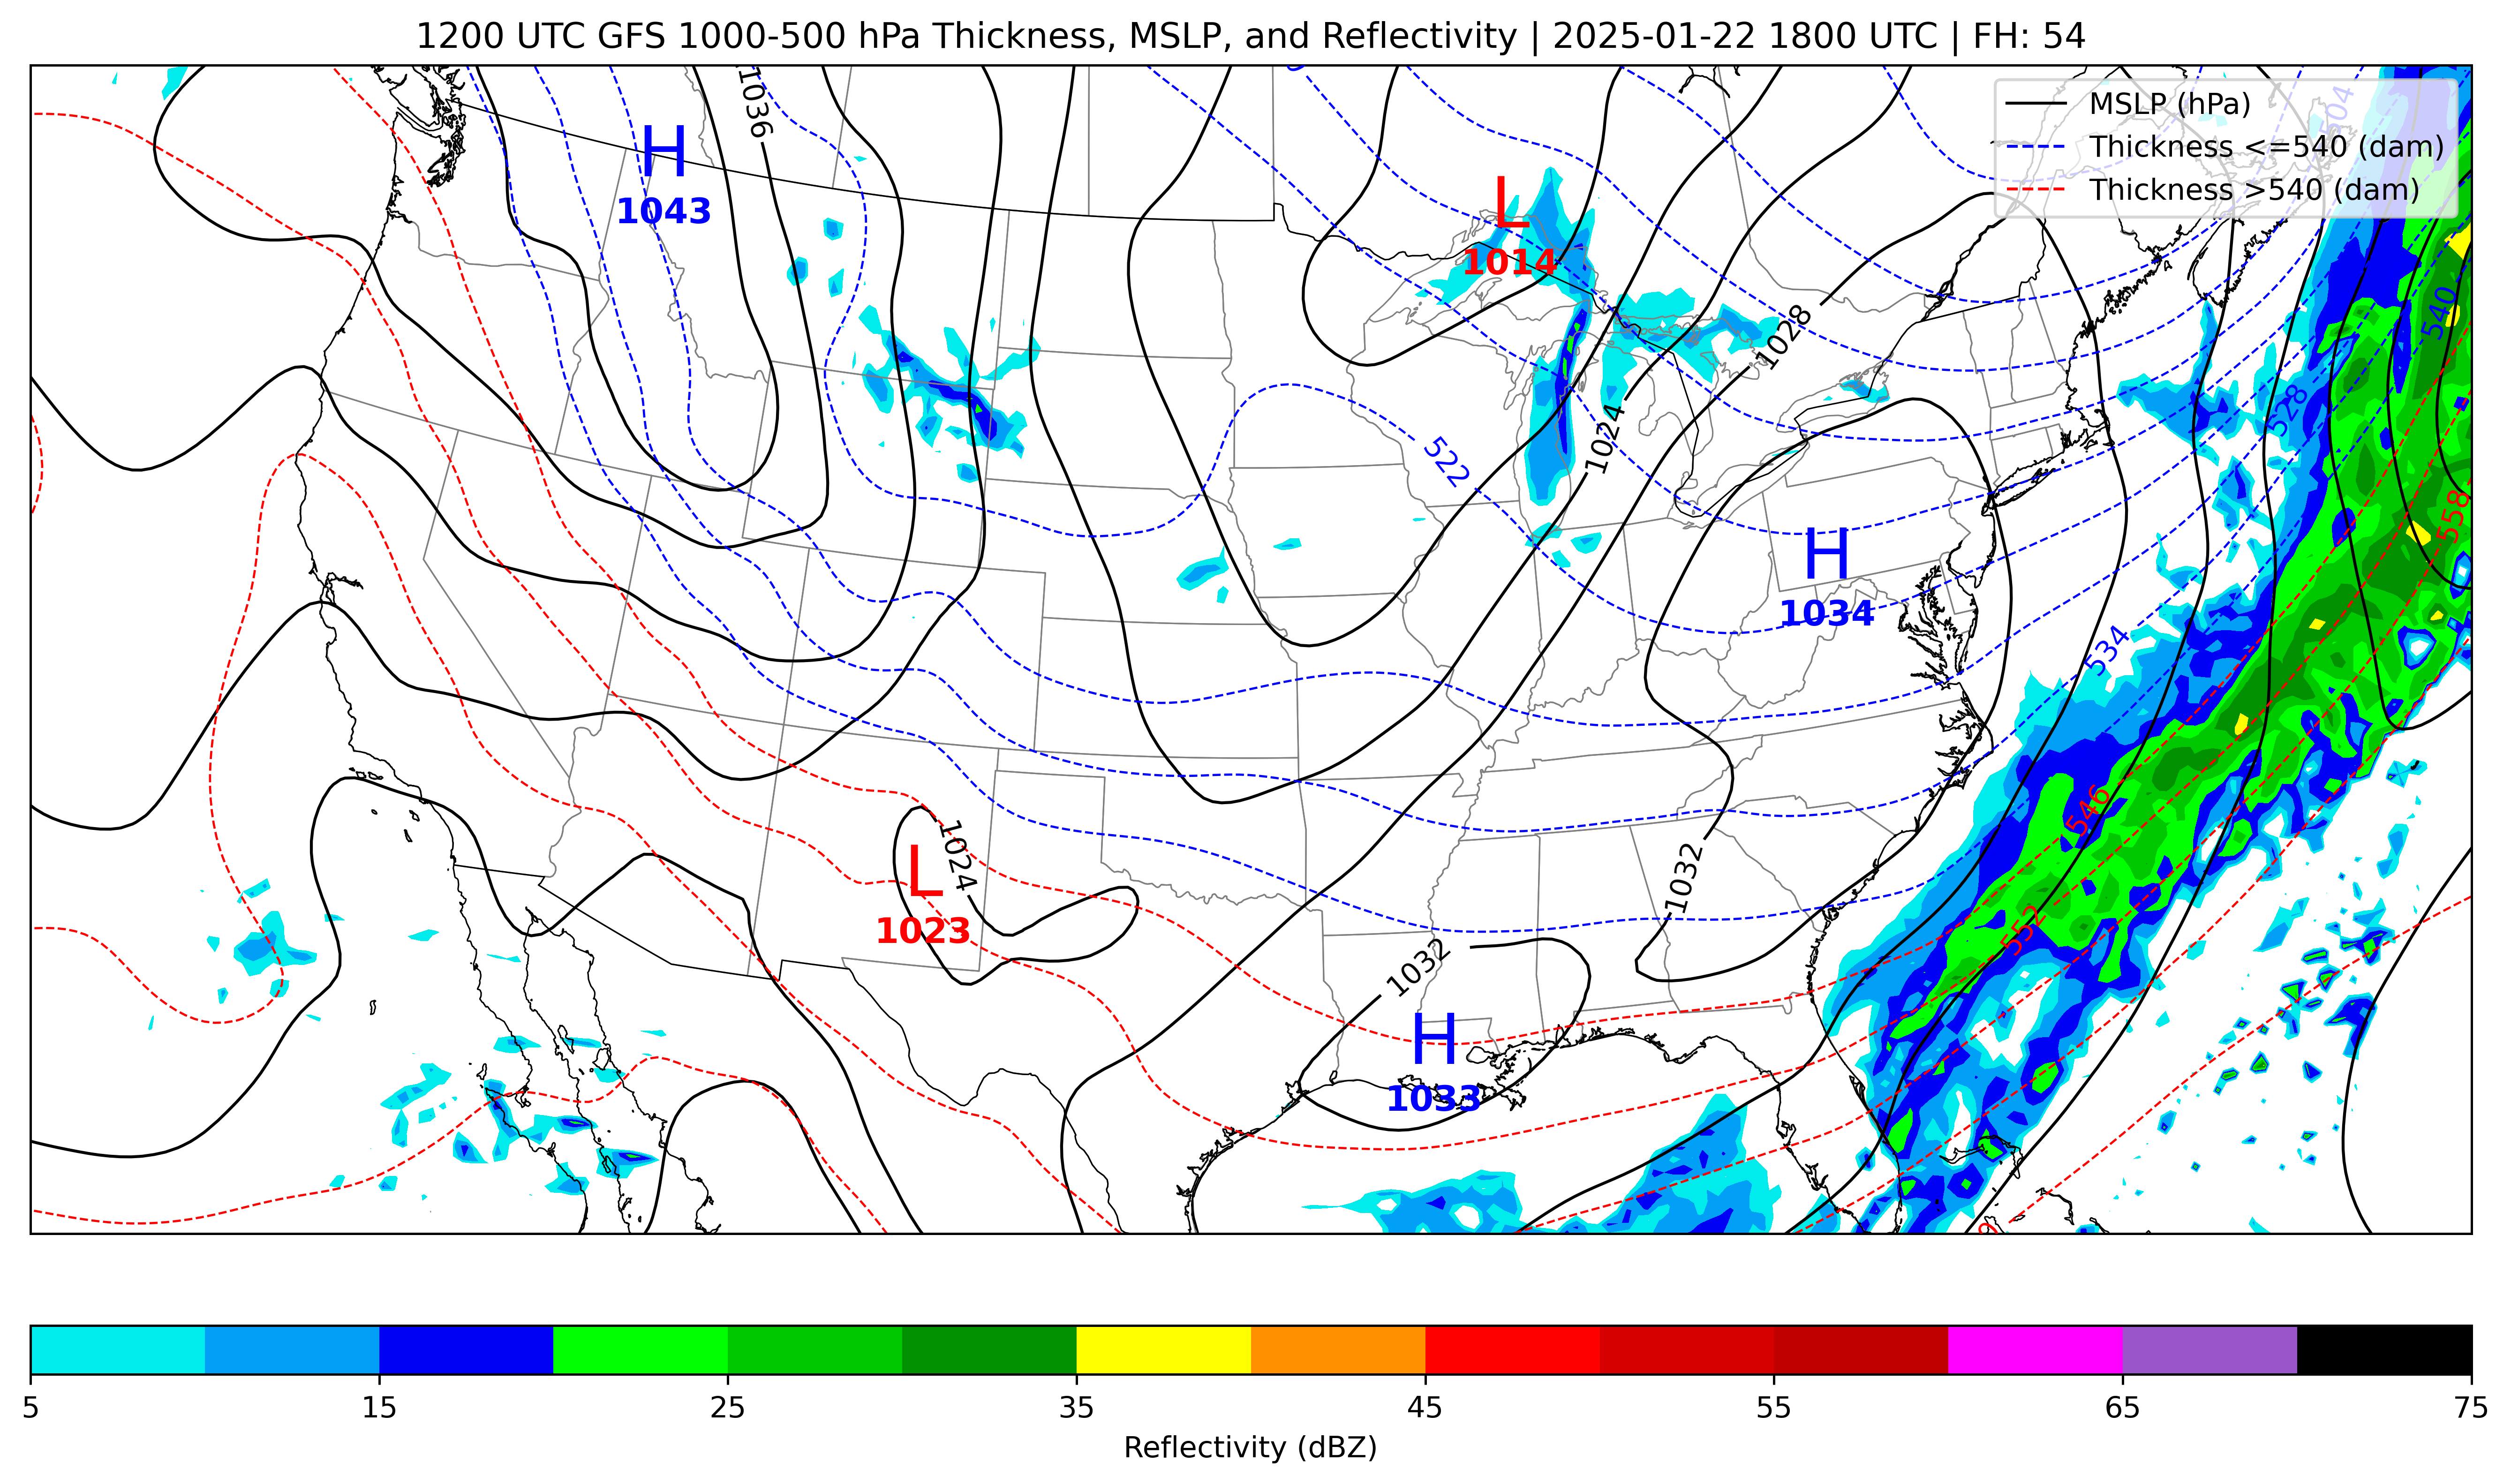 1200 UTC GFS 1000-500 hPa Thickness, MSLP, and Reflectivity | 2025-01-22 1800 UTC | FH: 54
MSLP (hPa)
Thickness <=540 (dam)
Thickness >540 (dam)
1036
504
H
1043
L
1014
540
1028
528
1024
522
558
H
1034
534
546
1024
L
1023
1032
552
1032
H
1033
5 15 25 35 45 55 65 75
Reflectivity (dBZ)